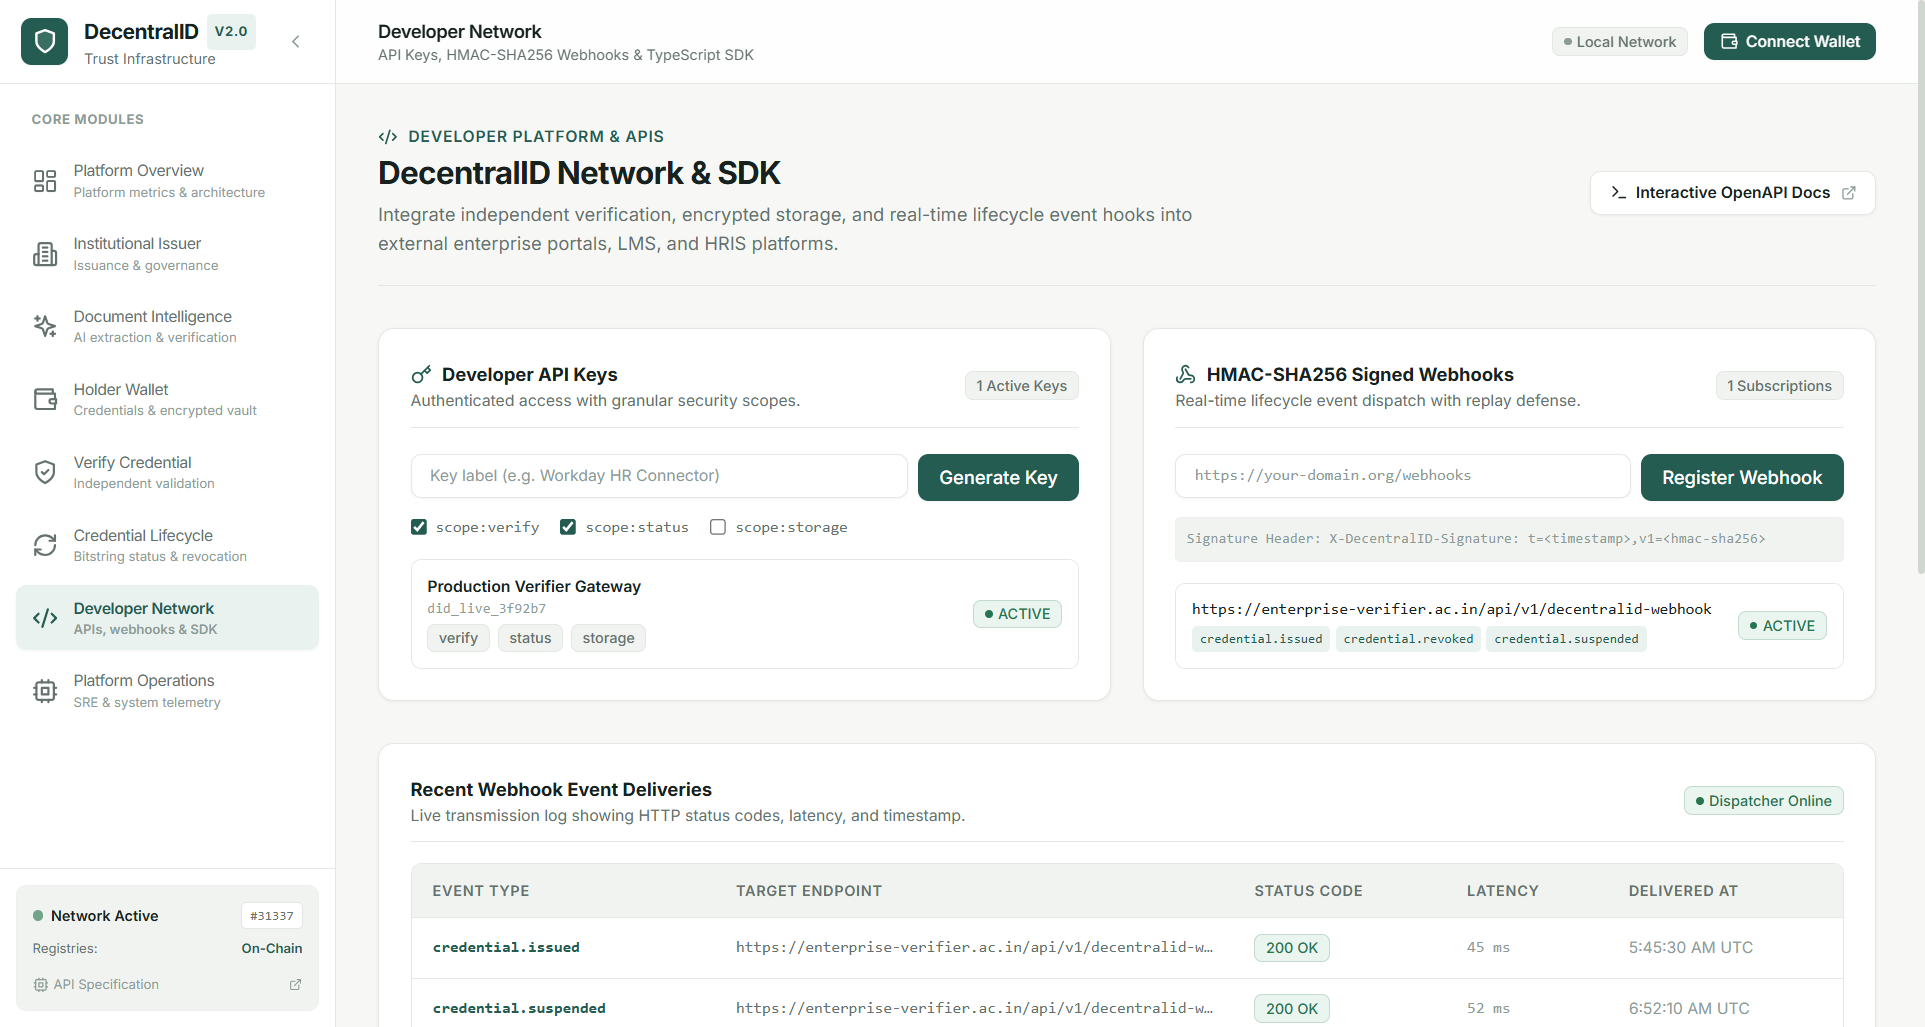 DecentralID V2.0
Trust Infrastructure
CORE MODULES
Platform Overview
Platform metrics & architecture
Institutional Issuer
Issuance & governance
Document Intelligence
AI extraction & verification
Holder Wallet
Credentials & encrypted vault
Verify Credential
Independent validation
Credential Lifecycle
Bitstring status & revocation
Developer Network
APIs, webhooks & SDK
Platform Operations
SRE & system telemetry
Network Active #31337
Registries: On-Chain
API Specification
Developer Network
API Keys, HMAC-SHA256 Webhooks & TypeScript SDK
Local Network
Connect Wallet
DEVELOPER PLATFORM & APIS
DecentralID Network & SDK
Integrate independent verification, encrypted storage, and real-time lifecycle event hooks into
external enterprise portals, LMS, and HRIS platforms.
Interactive OpenAPI Docs
Developer API Keys
Authenticated access with granular security scopes.
1 Active Keys
Key label (e.g. Workday HR Connector)
Generate Key
scope:verify scope:status scope:storage
Production Verifier Gateway
did_live_3f92b7
verify status storage
ACTIVE
HMAC-SHA256 Signed Webhooks
Real-time lifecycle event dispatch with replay defense.
1 Subscriptions
https://your-domain.org/webhooks
Register Webhook
Signature Header: X-DecentralID-Signature: t=<timestamp>,v1=<hmac-sha256>
https://enterprise-verifier.ac.in/api/v1/decentralid-webhook
credential.issued credential.revoked credential.suspended
ACTIVE
Recent Webhook Event Deliveries
Live transmission log showing HTTP status codes, latency, and timestamp.
Dispatcher Online
EVENT TYPE TARGET ENDPOINT STATUS CODE LATENCY DELIVERED AT
credential.issued https://enterprise-verifier.ac.in/api/v1/decentralid-w… 200 OK 45 ms 5:45:30 AM UTC
credential.suspended https://enterprise-verifier.ac.in/api/v1/decentralid-w… 200 OK 52 ms 6:52:10 AM UTC